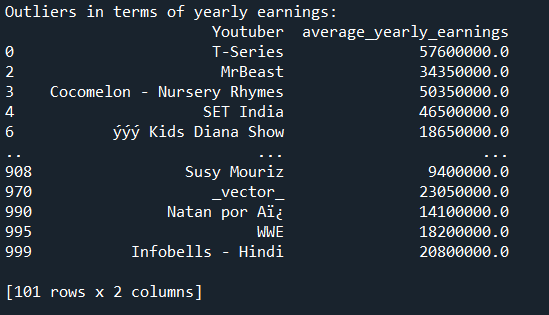 Outliers in terms of yearly earnings:
Youtuber average_yearly_earnings
0 T-Series 57600000.0
2 MrBeast 34350000.0
3 Cocomelon - Nursery Rhymes 50350000.0
4 SET India 46500000.0
6 ýýý Kids Diana Show 18650000.0
.. ... ...
908 Susy Mouriz 9400000.0
970 _vector_ 23050000.0
990 Natan por Aï¿ 14100000.0
995 WWE 18200000.0
999 Infobells - Hindi 20800000.0
[101 rows x 2 columns]